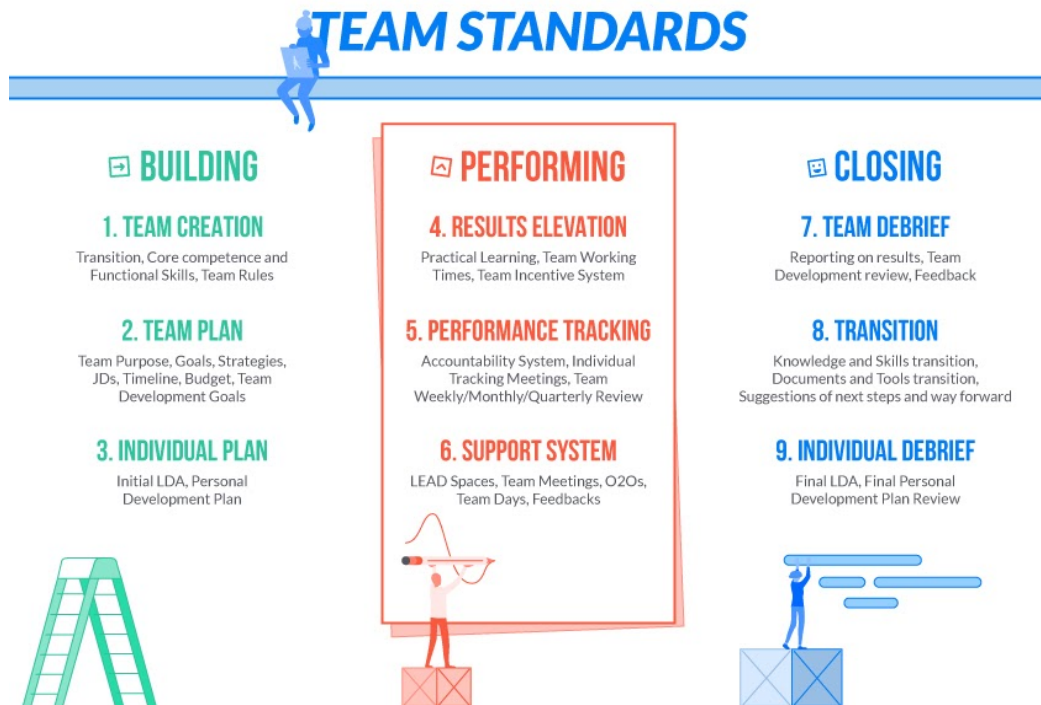 TEAM STANDARDS
BUILDING
1. TEAM CREATION
Transition, Core competence and
Functional Skills, Team Rules
2. TEAM PLAN
Team Purpose, Goals, Strategies,
JDs, Timeline, Budget, Team
Development Goals
3. INDIVIDUAL PLAN
Initial LDA, Personal
Development Plan
PERFORMING
4. RESULTS ELEVATION
Practical Learning, Team Working
Times, Team Incentive System
5. PERFORMANCE TRACKING
Accountability System, Individual
Tracking Meetings, Team
Weekly/Monthly/Quarterly Review
6. SUPPORT SYSTEM
LEAD Spaces, Team Meetings, O2Os,
Team Days, Feedbacks
CLOSING
7. TEAM DEBRIEF
Reporting on results, Team
Development review, Feedback
8. TRANSITION
Knowledge and Skills transition,
Documents and Tools transition,
Suggestions of next steps and way forward
9. INDIVIDUAL DEBRIEF
Final LDA, Final Personal
Development Plan Review